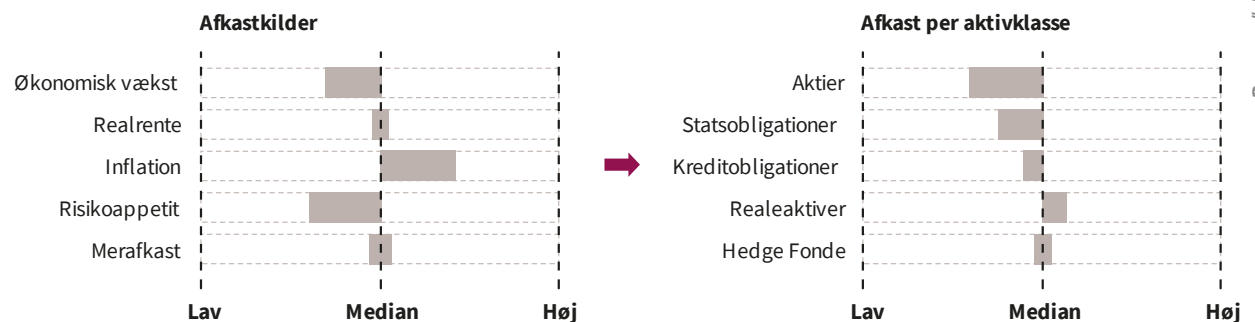 Afkastkilder
Økonomisk vækst
Realrente
Inflation
Risikoappetit
Merafkast
Lav Median Høj
Afkast per aktivklasse
Aktier
Statsobligationer
Kreditobligationer
Realeaktiver
Hedge Fonde
Lav Median Høj